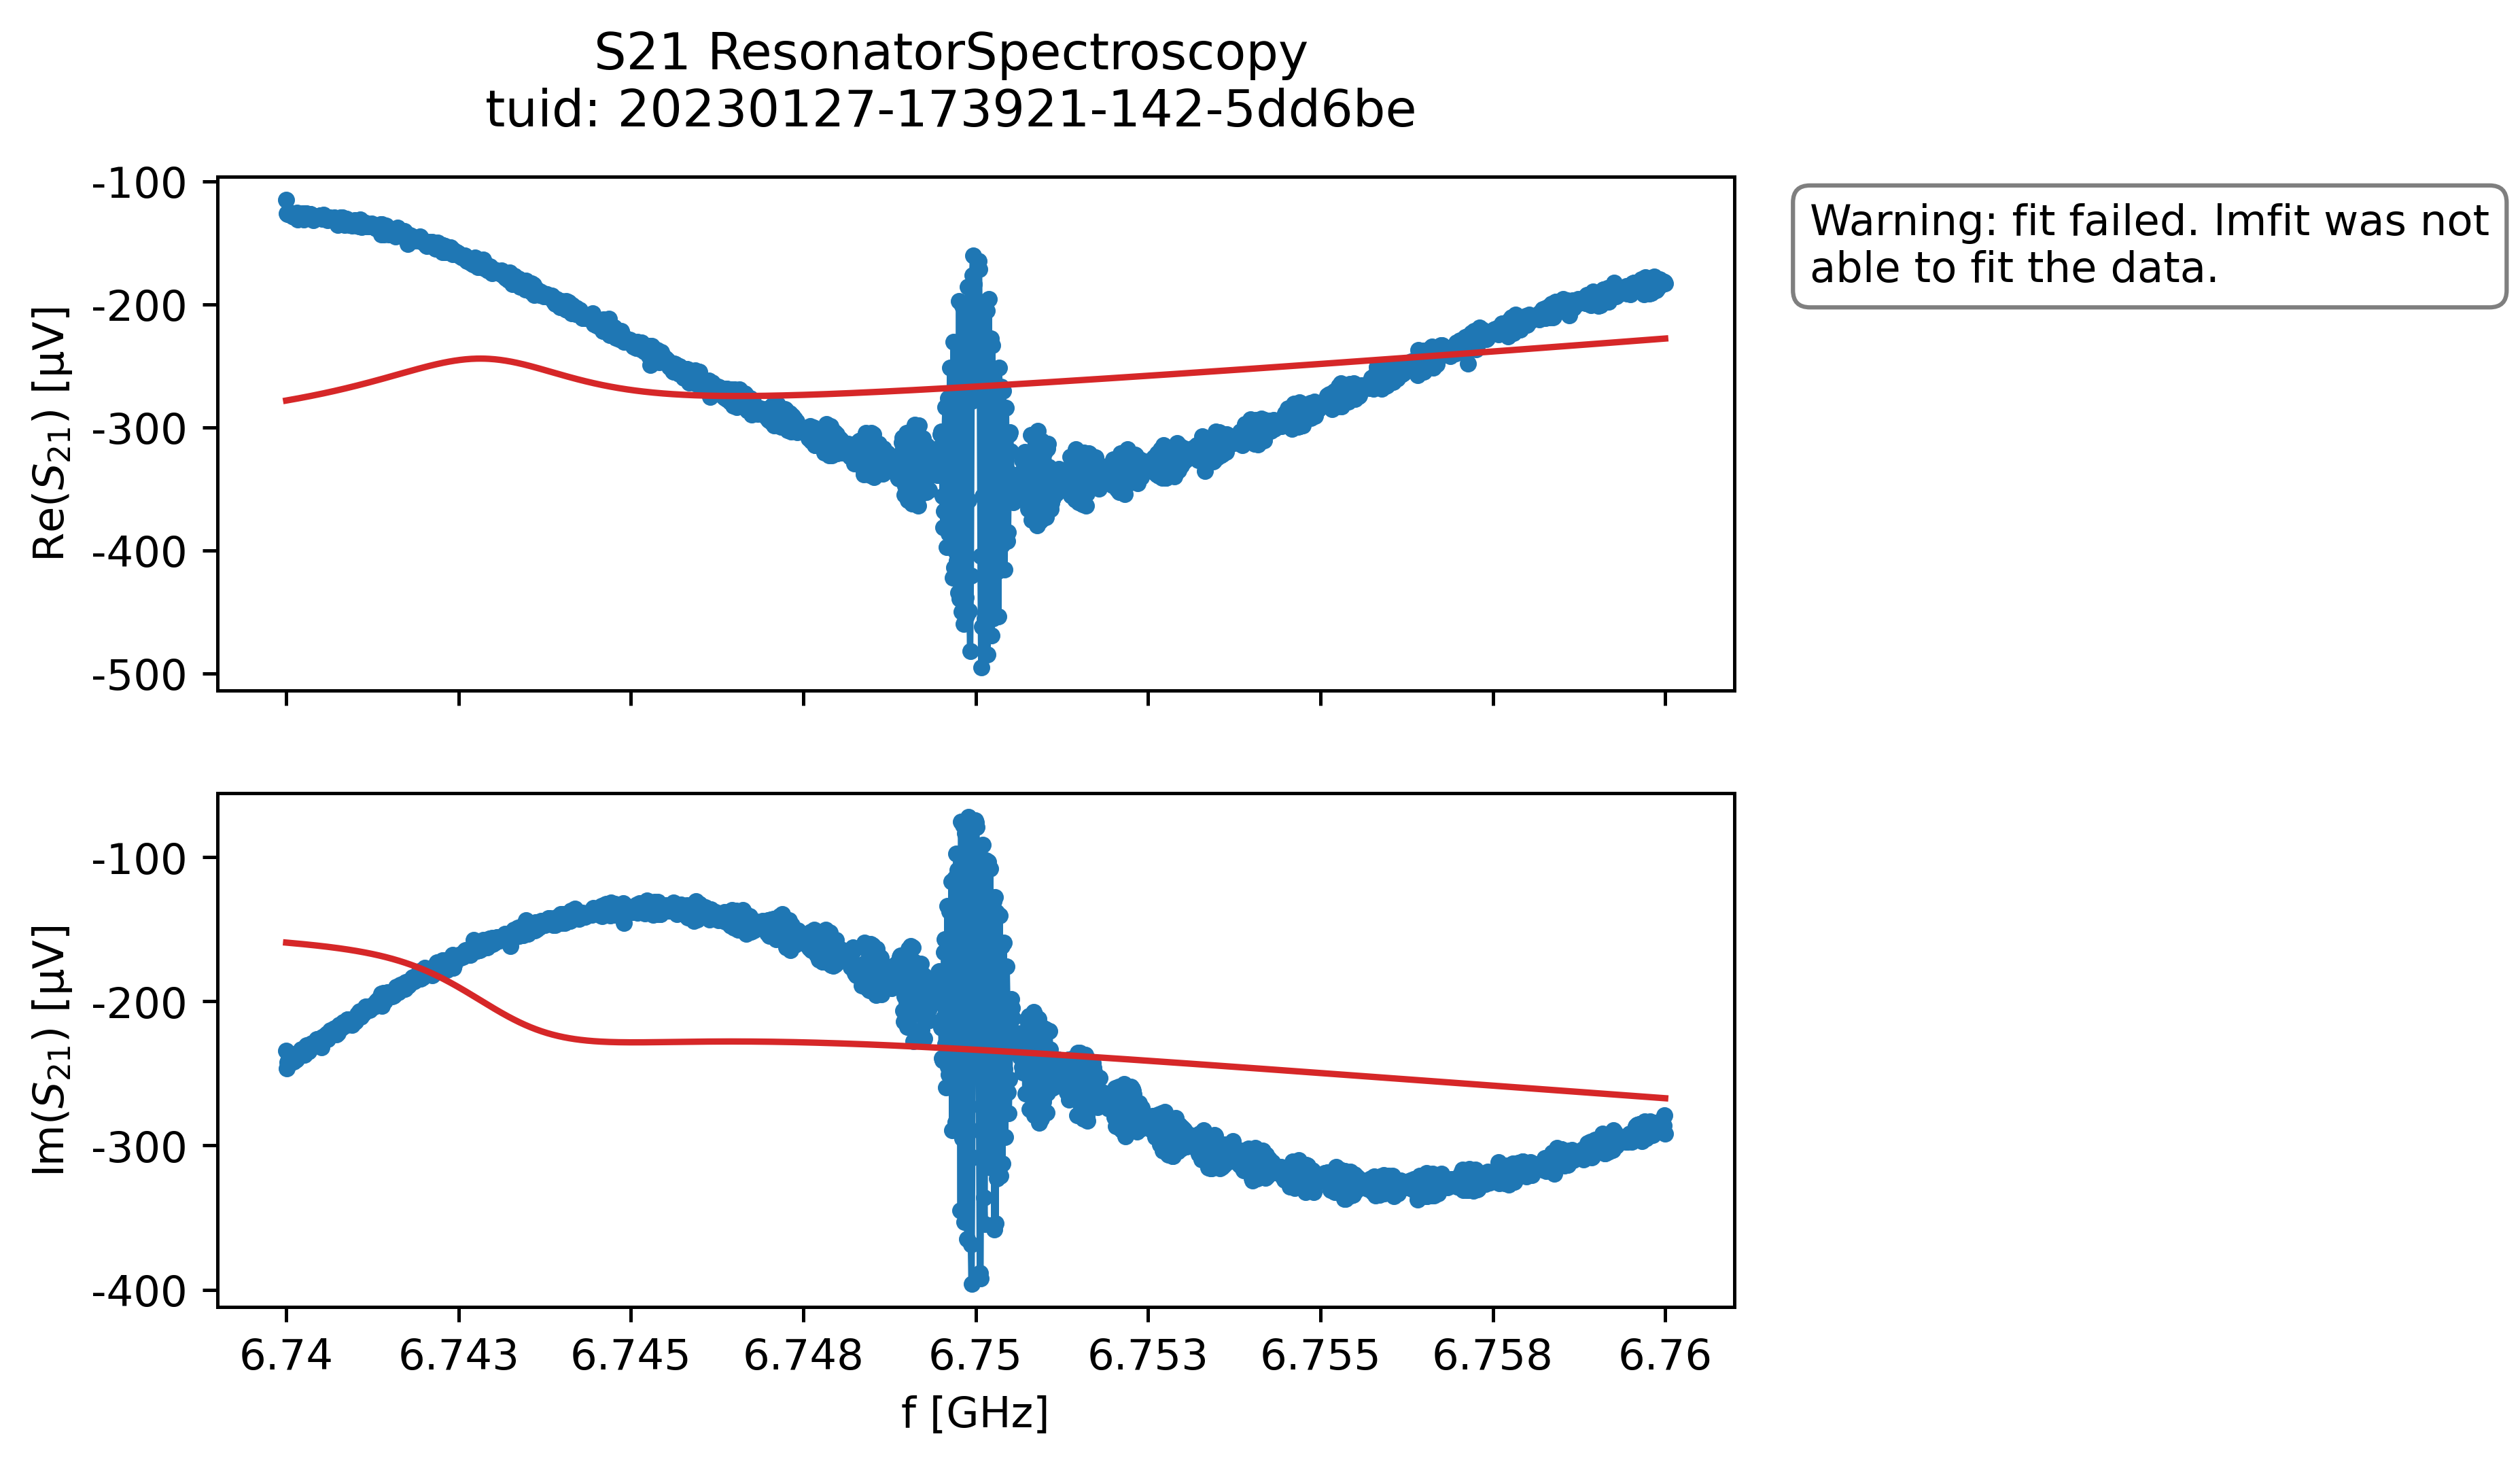 S21 ResonatorSpectroscopy
tuid: 20230127-173921-142-5dd6be
Warning: fit failed. lmfit was not
able to fit the data.
Re(S₂₁) [μV]
-100
-200
-300
-400
-500
Im(S₂₁) [μV]
-100
-200
-300
-400
6.74 6.743 6.745 6.748 6.75 6.753 6.755 6.758 6.76
f [GHz]